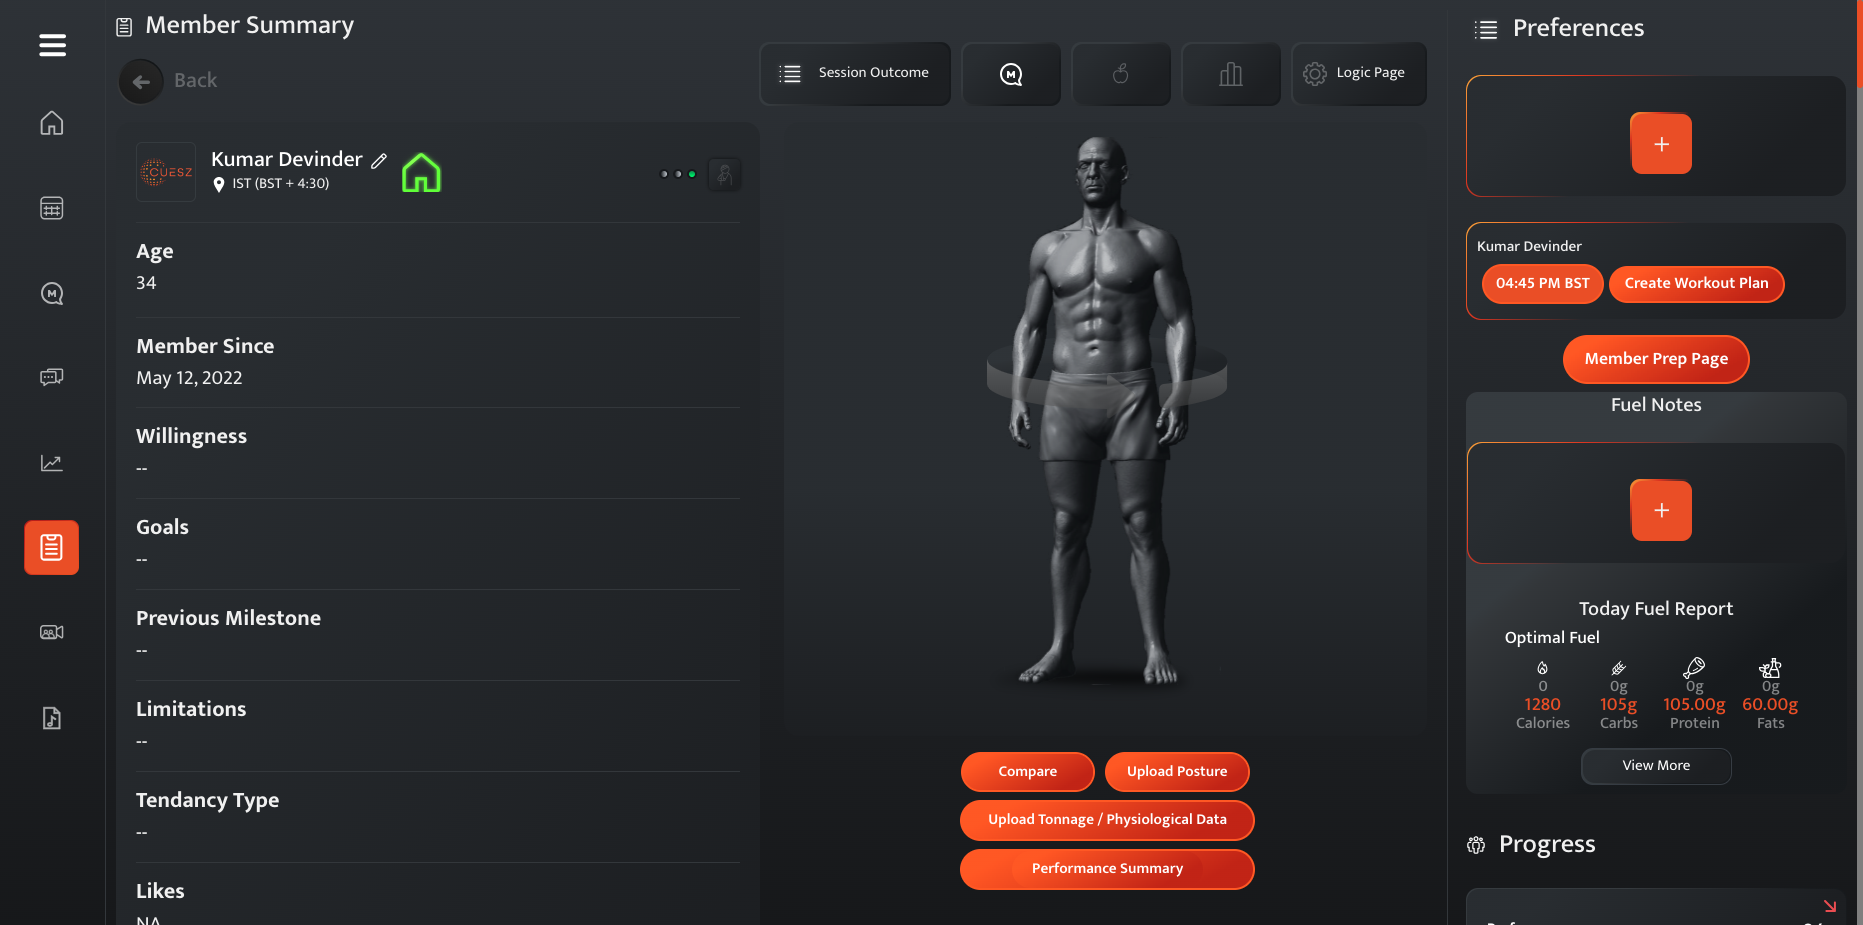 Member Summary
Back
Session Outcome
M
Logic Page
CUESZ
Kumar Devinder
IST (BST + 4:30)
Age
34
Member Since
May 12, 2022
Willingness
--
Goals
--
Previous Milestone
--
Limitations
--
Tendancy Type
--
Likes
NA
M
Compare
Upload Posture
Upload Tonnage / Physiological Data
Performance Summary
Preferences
+
Kumar Devinder
04:45 PM BST
Create Workout Plan
Member Prep Page
Fuel Notes
+
Today Fuel Report
Optimal Fuel
0 0g 0g 0g
1280 105g 105.00g 60.00g
Calories Carbs Protein Fats
View More
Progress